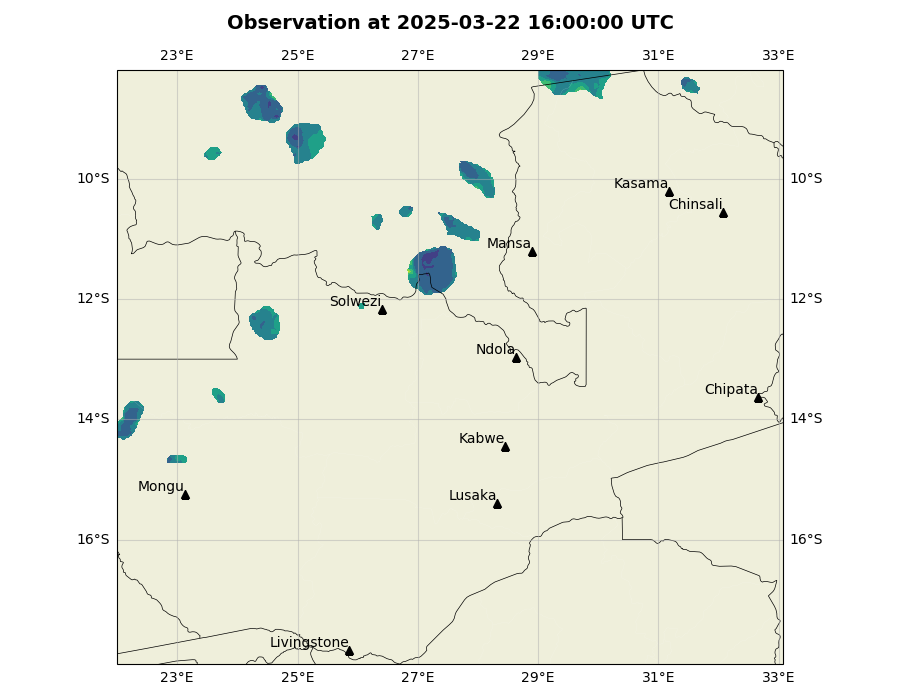 Observation at 2025-03-22 16:00:00 UTC
23°E 25°E 27°E 29°E 31°E 33°E
10°S 10°S
Kasama
Chinsali
Mansa
12°S 12°S
Solwezi
Ndola
Chipata
14°S 14°S
Kabwe
Mongu
Lusaka
16°S 16°S
Livingstone
23°E 25°E 27°E 29°E 31°E 33°E